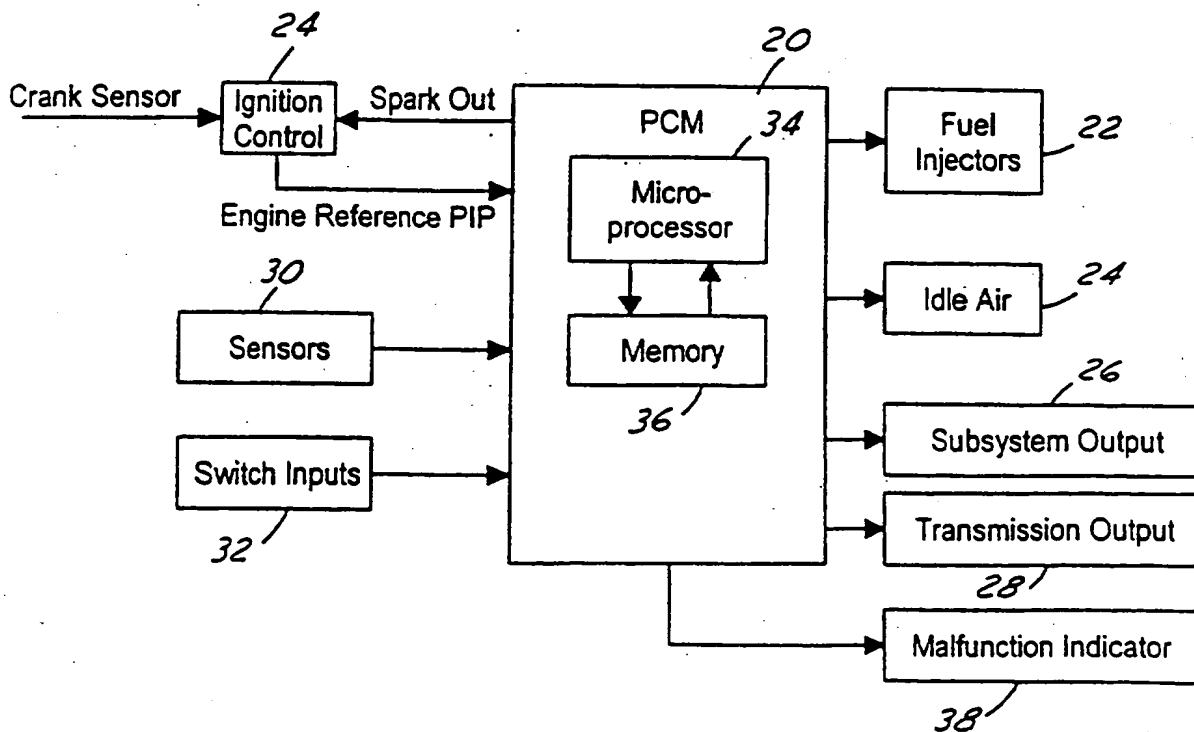 24
20
Crank Sensor
Ignition
Control
Spark Out
PCM
34
Fuel
Injectors
22
Micro-
processor
Engine Reference PIP
30
Sensors
Memory
36
Idle Air
24
26
Subsystem Output
Switch Inputs
32
Transmission Output
28
Malfunction Indicator
38